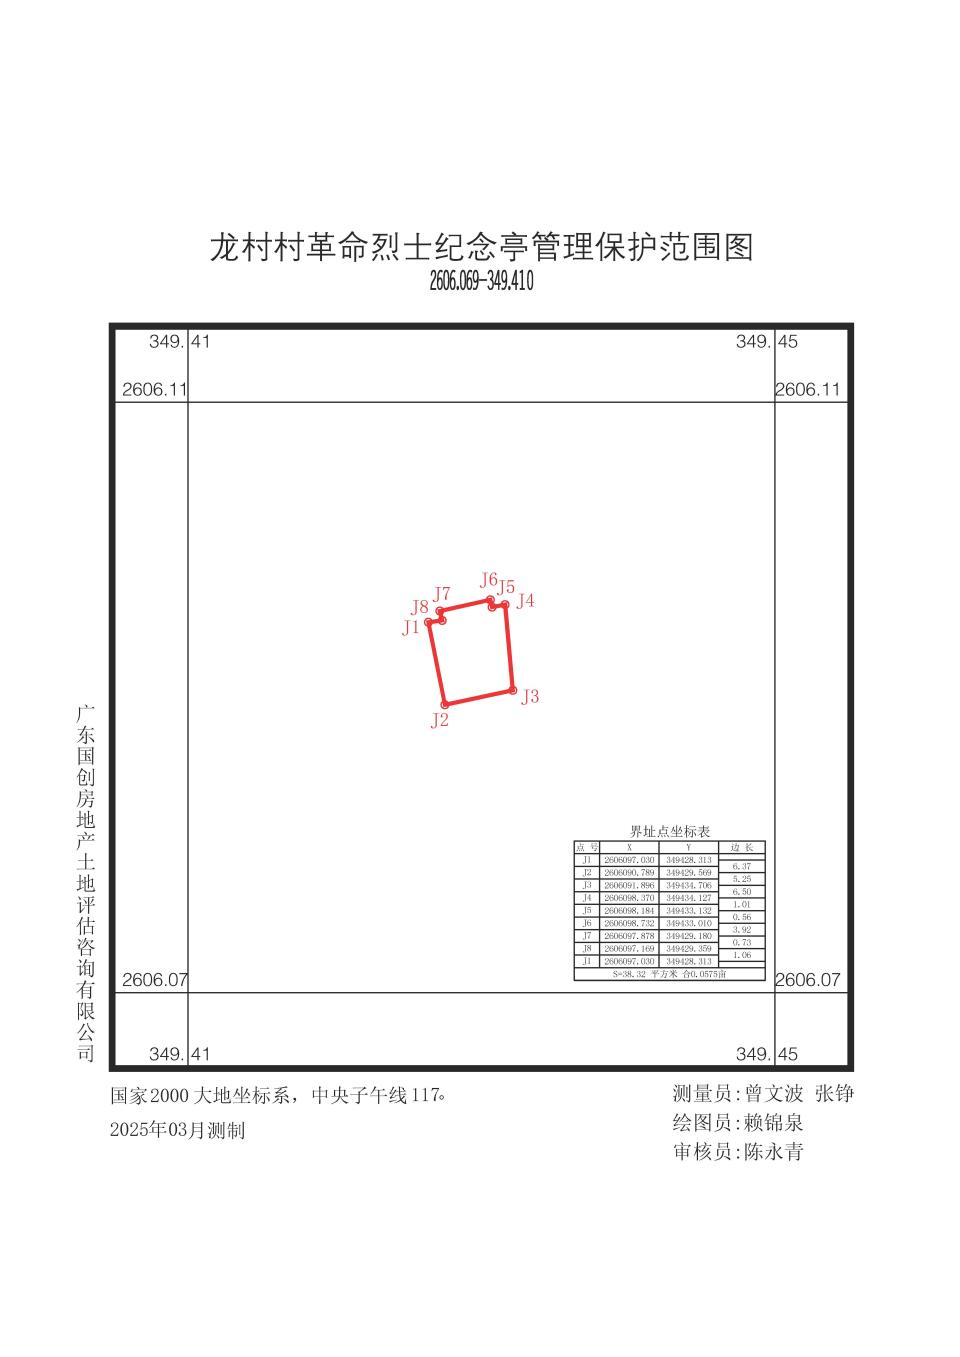 龙村村革命烈士纪念亭管理保护范围图
2606.069-349.410
349. 41
349. 45
2606.11
2606.11
J6
J5
J7
J4
J8
J1
J3
J2
广东国创房地产土地评估咨询有限公司
界址点坐标表
点 号 X Y 边 长
J1 2606097.030 349428.313
6.37
J2 2606090.789 349429.569
5.25
J3 2606091.896 349434.706
6.50
J4 2606098.370 349434.127
1.01
J5 2606098.184 349433.132
0.56
J6 2606098.732 349433.010
3.92
J7 2606097.878 349429.180
0.73
J8 2606097.169 349429.359
1.06
J1 2606097.030 349428.313
S=38.32 平方米 合0.0575亩
2606.07
2606.07
349. 41
349. 45
国家2000大地坐标系，中央子午线117。
2025年03月测制
测量员:曾文波 张铮
绘图员:赖锦泉
审核员:陈永青